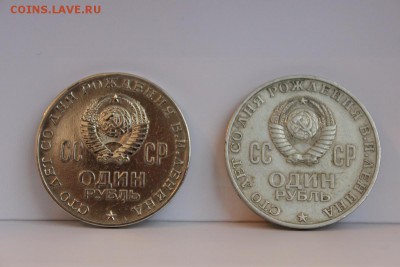 COINS.LAVE.RU
СТО ЛЕТ СО ДНЯ РОЖДЕНИЯ В.И.ЛЕНИНА
СС СР
ОДИН
РУБЛЬ
СТО ЛЕТ СО ДНЯ РОЖДЕНИЯ В.И.ЛЕНИНА
СС СР
ОДИН
РУБЛЬ